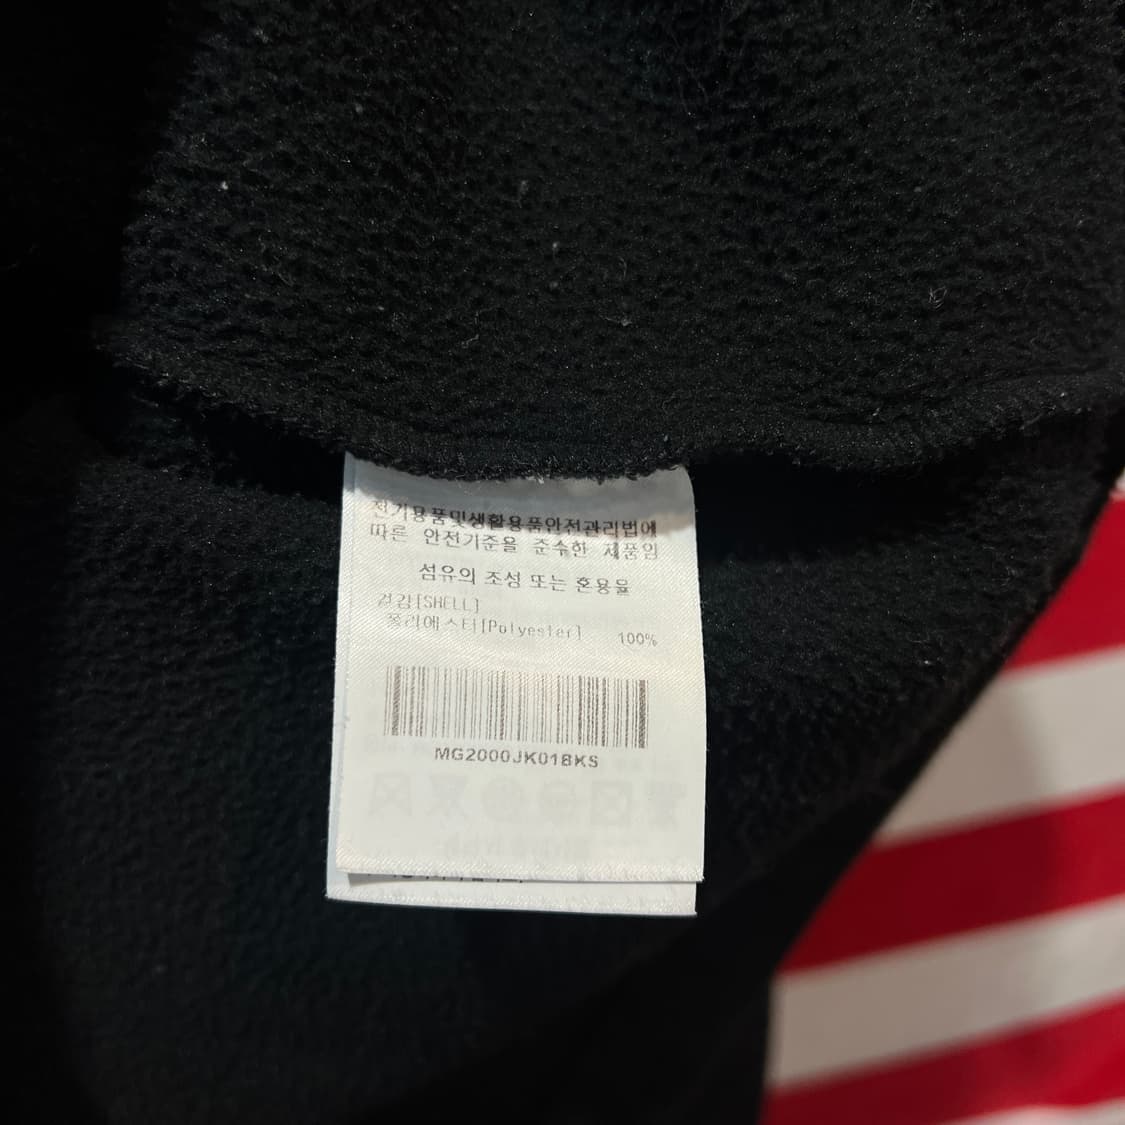 전기용품및생활용품안전관리법에
따른 안전기준을 준수한 제품임
섬유의 조성 또는 혼용율
겉감[SHELL]
폴리에스터[Polyester] 100%
MG2000JK01BKS